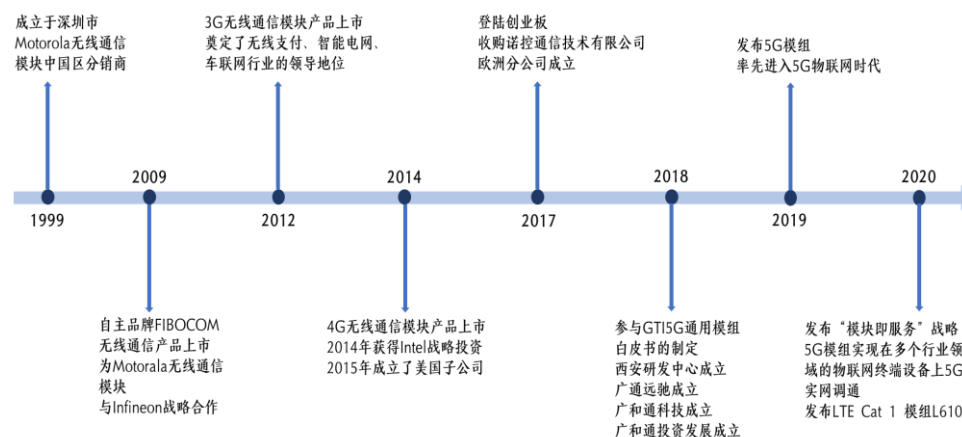 成立于深圳市
Motorola无线通信
模块中国区分销商
3G无线通信模块产品上市
奠定了无线支付、智能电网、
车联网行业的领导地位
登陆创业板
收购诺控通信技术有限公司
欧洲分公司成立
发布5G模组
率先进入5G物联网时代
1999
2009
2012
2014
2017
2018
2019
2020
自主品牌FIBOCOM
无线通信产品上市
为Motorala无线通信
模块
与Infineon战略合作
4G无线通信模块产品上市
2014年获得Intel战略投资
2015年成立了美国子公司
参与GTI5G通用模组
白皮书的制定
西安研发中心成立
广通远驰成立
广和通科技成立
广和通投资发展成立
发布“模块即服务”战略
5G模组实现在多个行业领
域的物联网终端设备上5G
实网调通
发布LTE Cat 1 模组L610